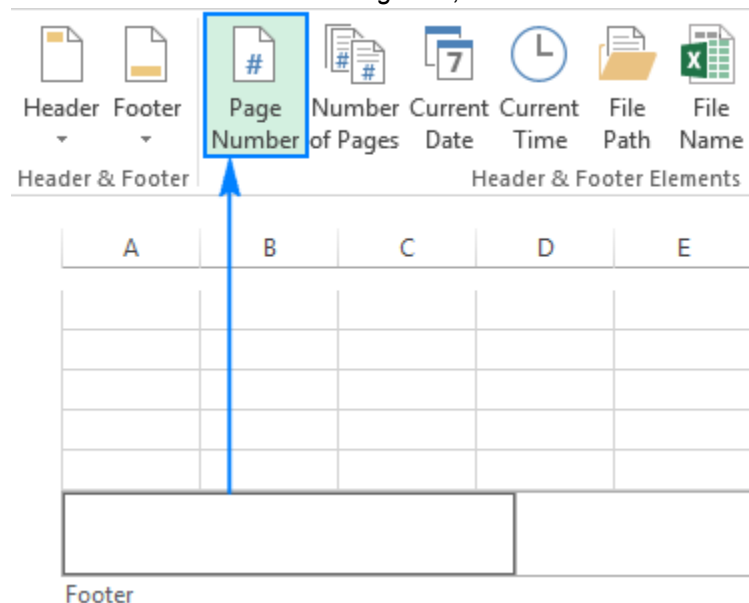 Header Footer Page Number Current Current File File
Number of Pages Date Time Path Name
Header & Footer Header & Footer Elements
A B C D E
Footer